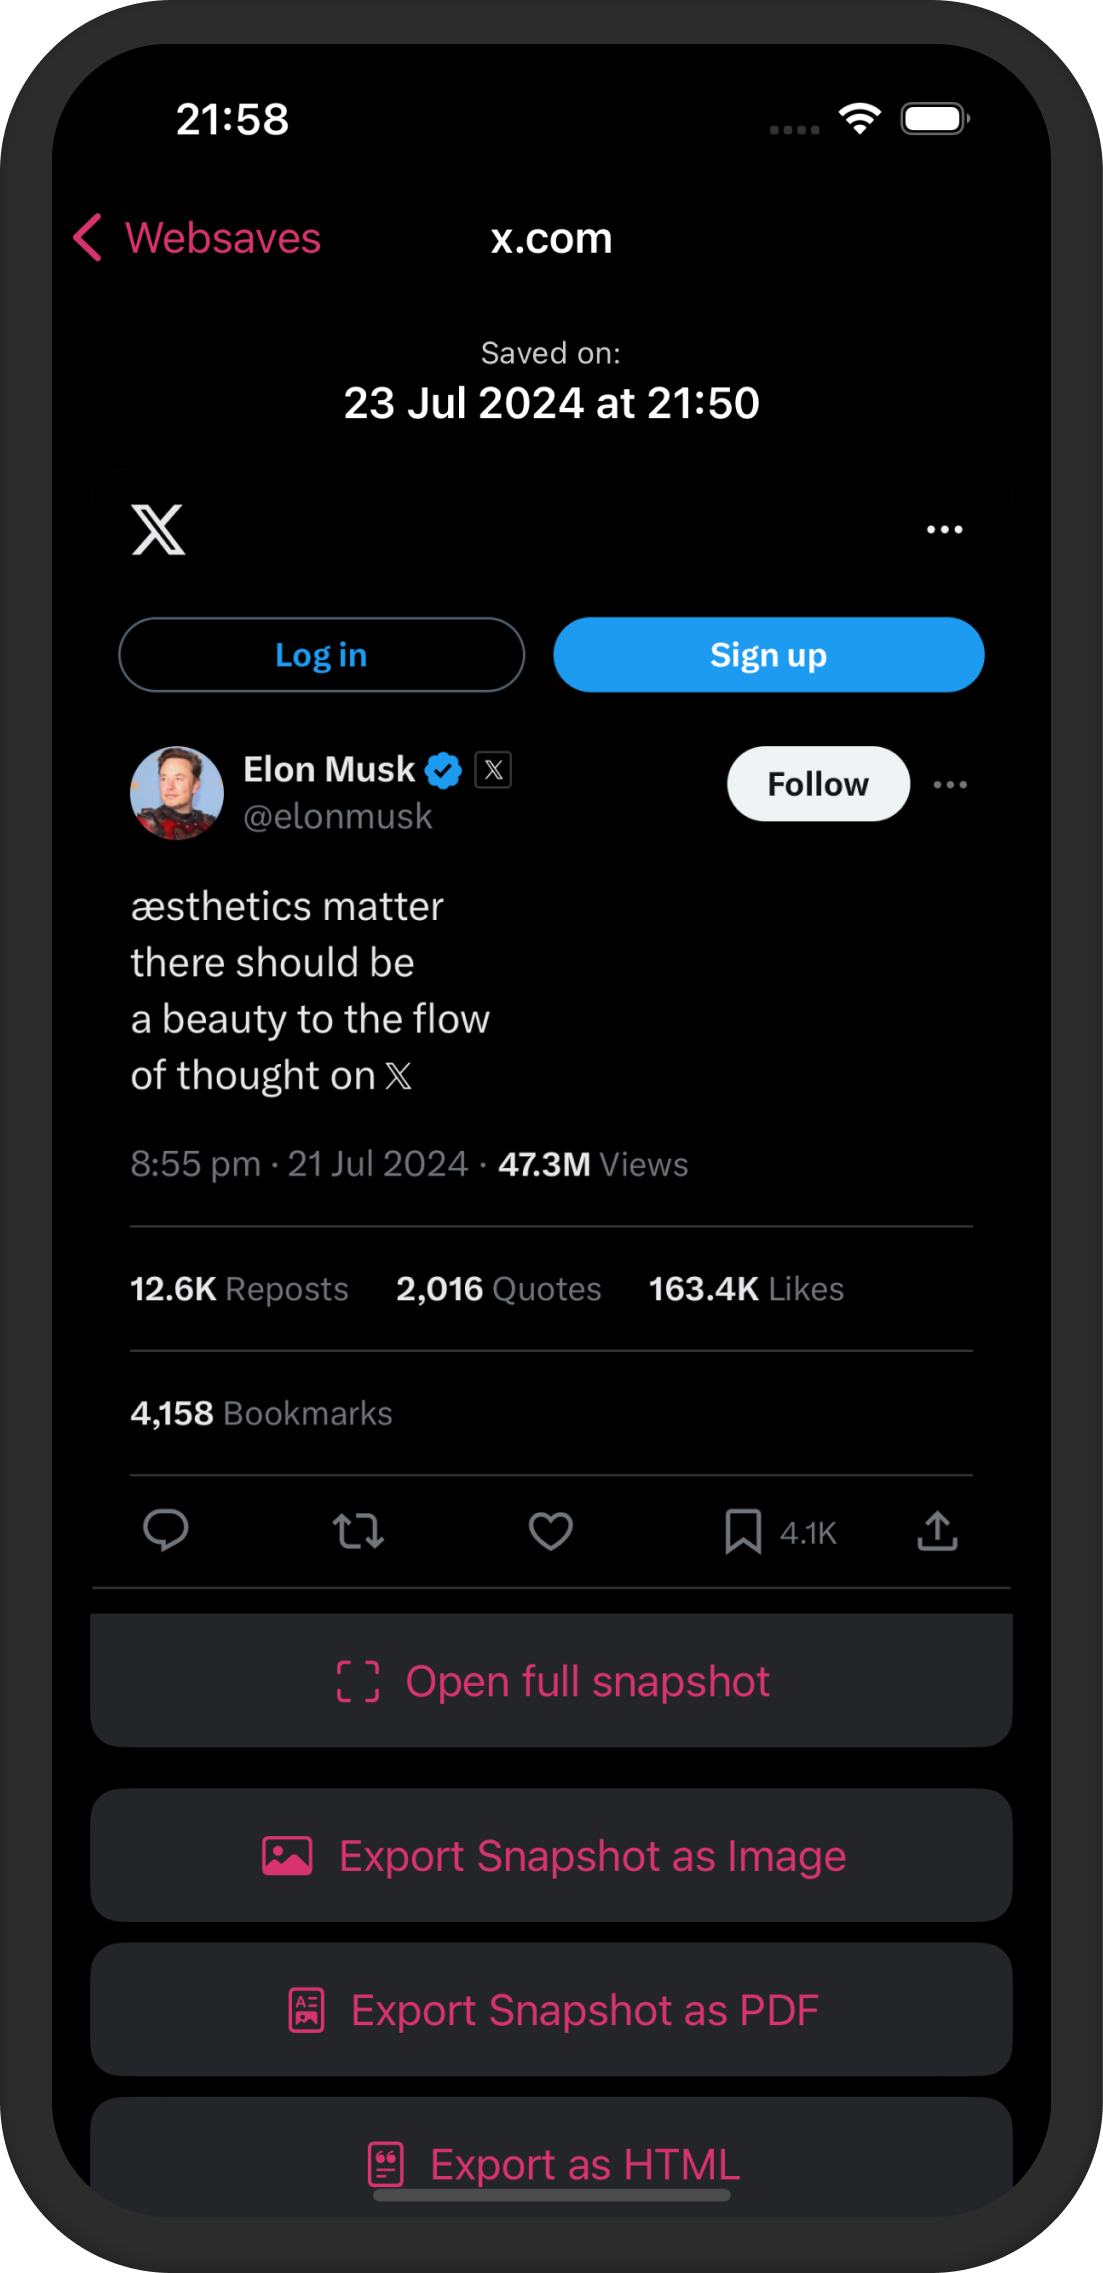 21:58
Websaves
x.com
Saved on:
23 Jul 2024 at 21:50
𝕏
Log in
Sign up
Elon Musk 𝕏
@elonmusk
Follow
æsthetics matter
there should be
a beauty to the flow
of thought on 𝕏
8:55 pm · 21 Jul 2024 · 47.3M Views
12.6K Reposts 2,016 Quotes 163.4K Likes
4,158 Bookmarks
4.1K
Open full snapshot
Export Snapshot as Image
Export Snapshot as PDF
Export as HTML